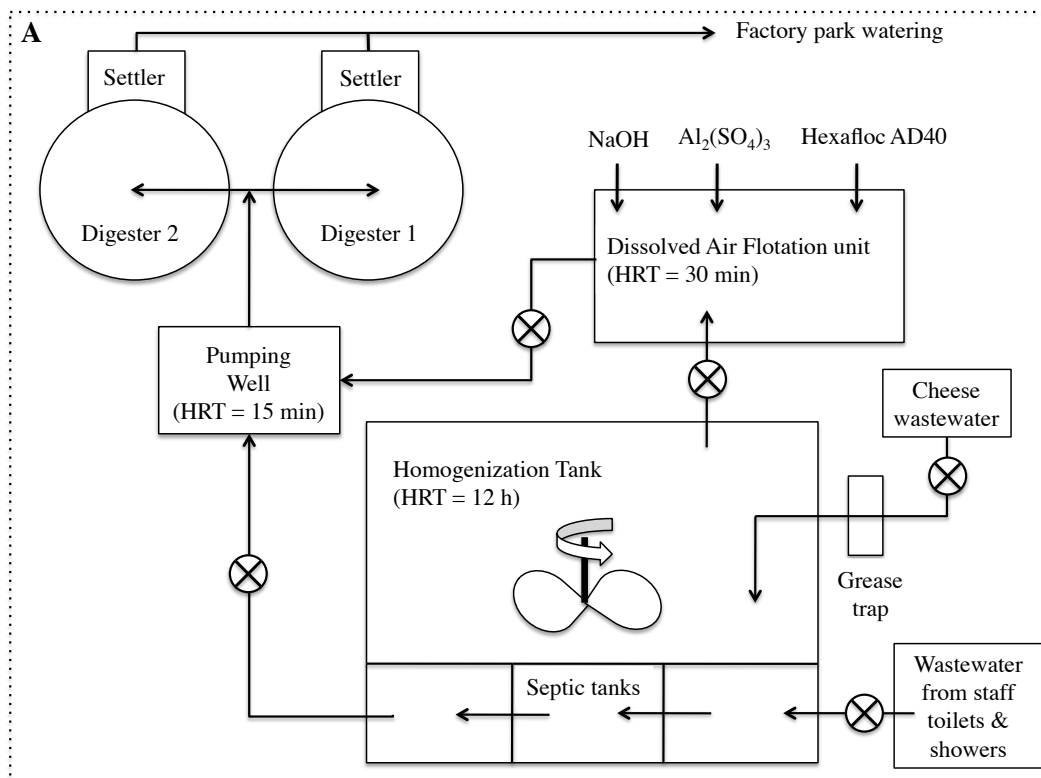 A
Factory park watering
Settler
Settler
NaOH
Al₂(SO₄)₃
Hexafloc AD40
Digester 2
Digester 1
Dissolved Air Flotation unit
(HRT = 30 min)
Pumping
Well
(HRT = 15 min)
Cheese
wastewater
Homogenization Tank
(HRT = 12 h)
Grease
trap
Septic tanks
Wastewater
from staff
toilets &
showers